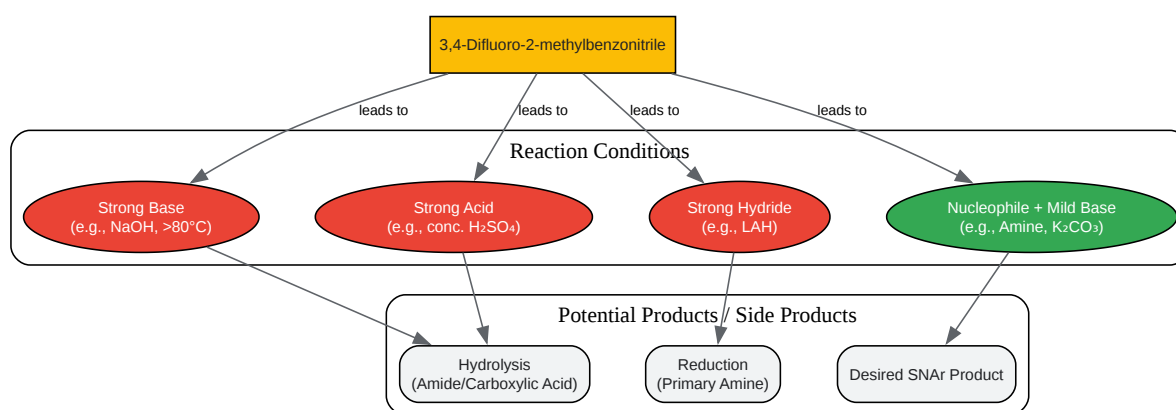 3,4-Difluoro-2-methylbenzonitrile
leads to
leads to
leads to
leads to
Reaction Conditions
Strong Base
(e.g., NaOH, >80°C)
Strong Acid
(e.g., conc. H₂SO₄)
Strong Hydride
(e.g., LAH)
Nucleophile + Mild Base
(e.g., Amine, K₂CO₃)
Potential Products / Side Products
Hydrolysis
(Amide/Carboxylic Acid)
Reduction
(Primary Amine)
Desired SNAr Product